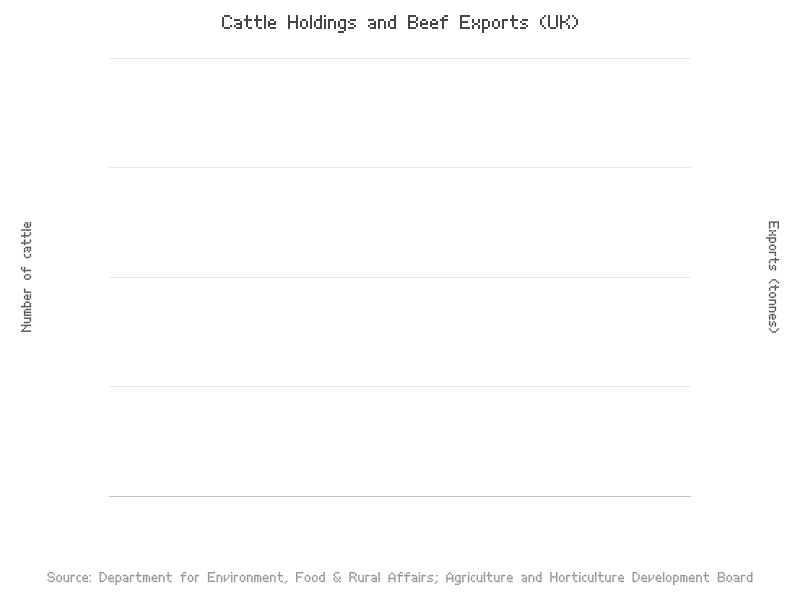 Cattle Holdings and Beef Exports (UK)
Number of cattle
Exports (tonnes)
Source: Department for Environment, Food & Rural Affairs; Agriculture and Horticulture Development Board